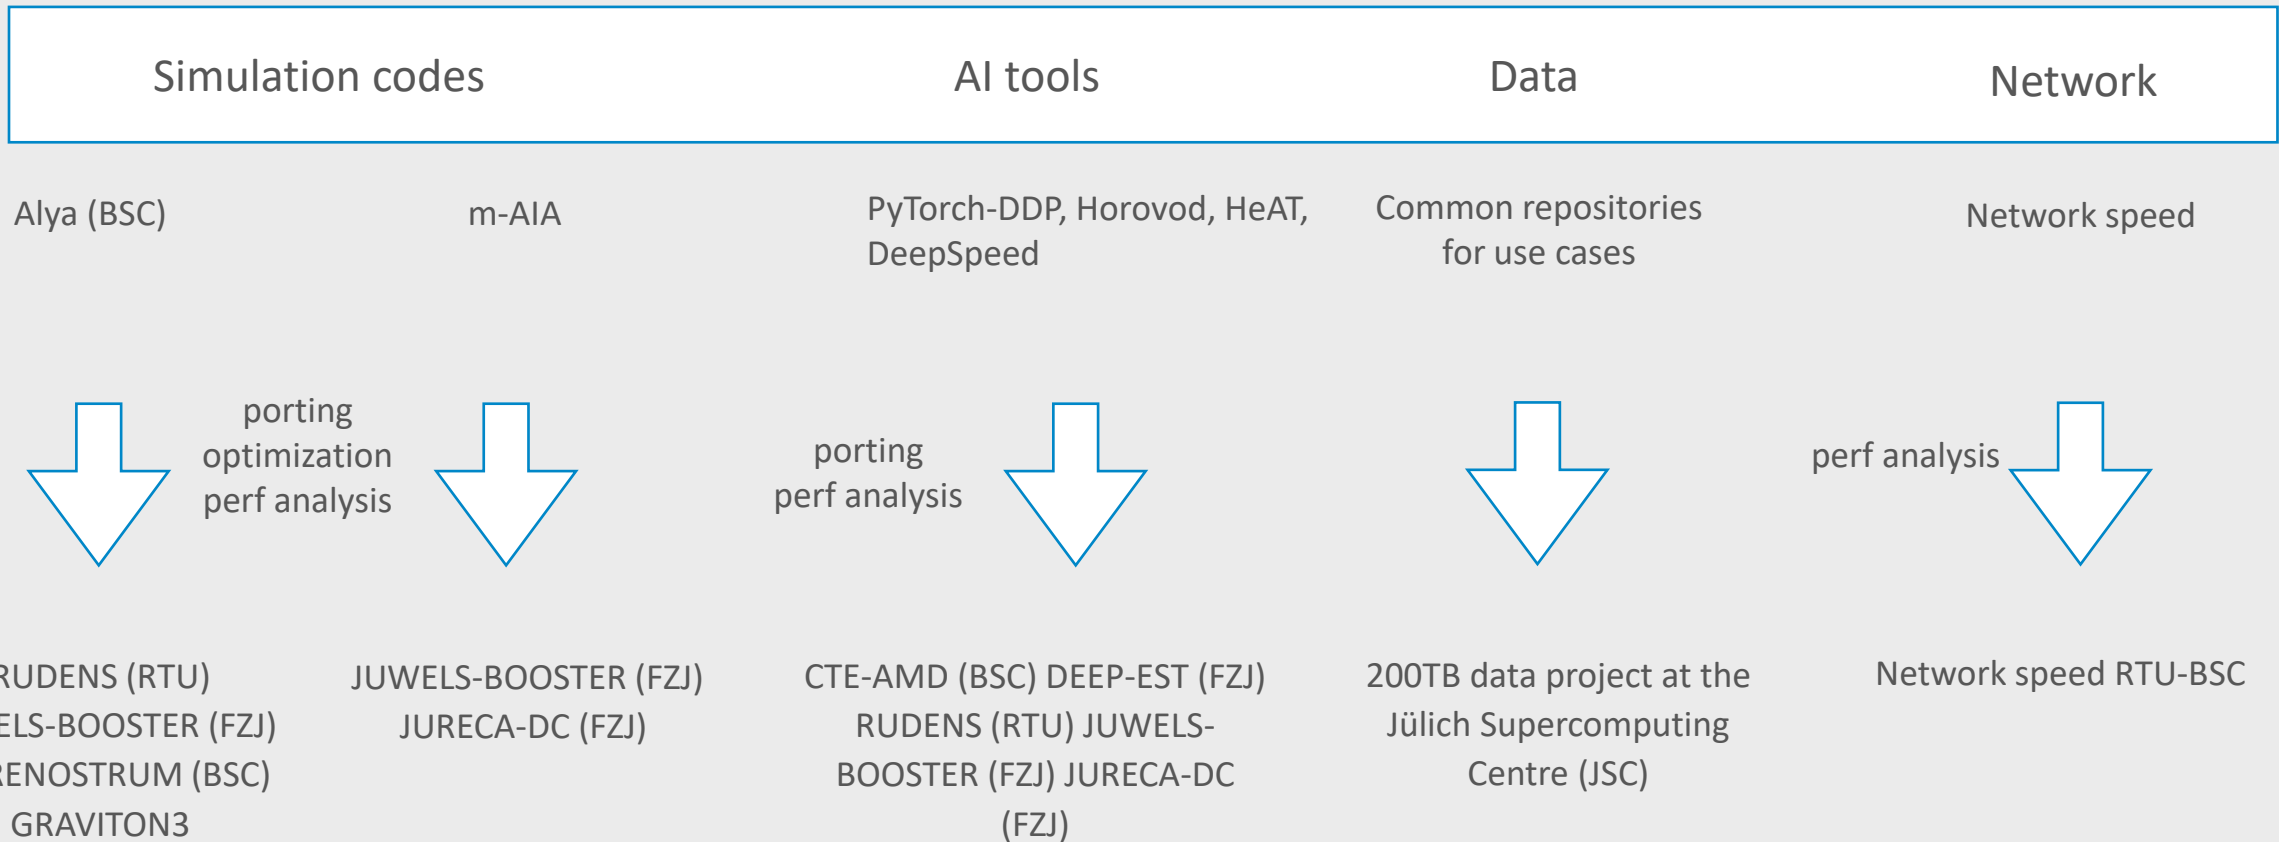 Simulation codes
AI tools
Data
Network
Alya (BSC)
m-AIA
PyTorch-DDP, Horovod, HeAT,
DeepSpeed
Common repositories
for use cases
Network speed
porting
optimization
perf analysis
porting
perf analysis
perf analysis
RUDENS (RTU)
ELS-BOOSTER (FZJ)
RENOSTRUM (BSC)
GRAVITON3
JUWELS-BOOSTER (FZJ)
JURECA-DC (FZJ)
CTE-AMD (BSC) DEEP-EST (FZJ)
RUDENS (RTU) JUWELS-
BOOSTER (FZJ) JURECA-DC
(FZJ)
200TB data project at the
Jülich Supercomputing
Centre (JSC)
Network speed RTU-BSC